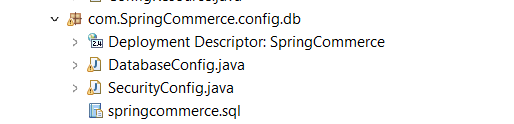 com.SpringCommerce.config.db
Deployment Descriptor: SpringCommerce
DatabaseConfig.java
SecurityConfig.java
springcommerce.sql